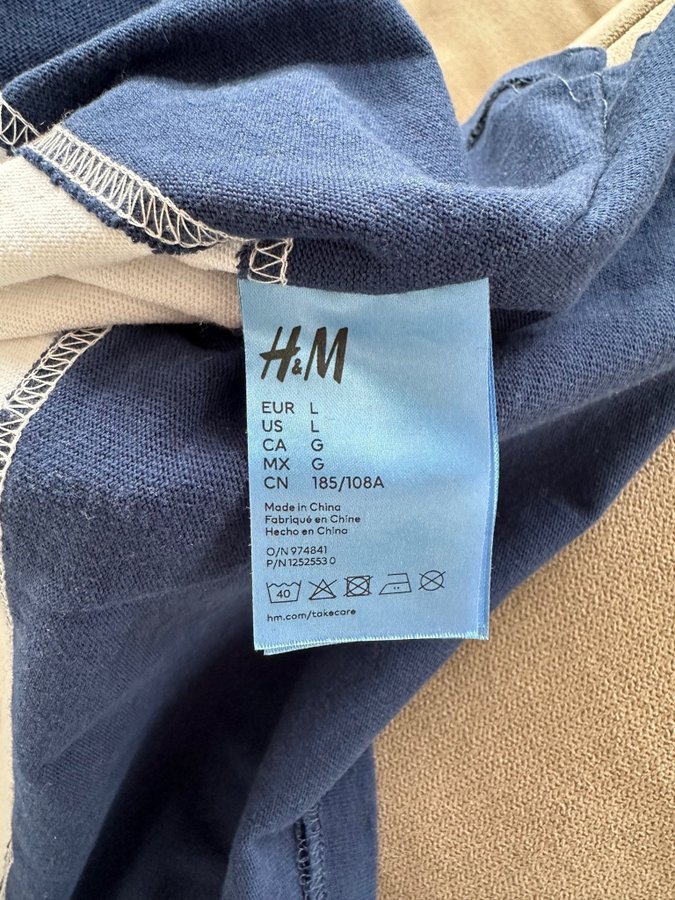 H&M
EUR L
US L
CA G
MX G
CN 185/108A
Made in China
Fabriqué en Chine
Hecho en China
O/N 974841
P/N 1252553 0
40
hm.com/takecare